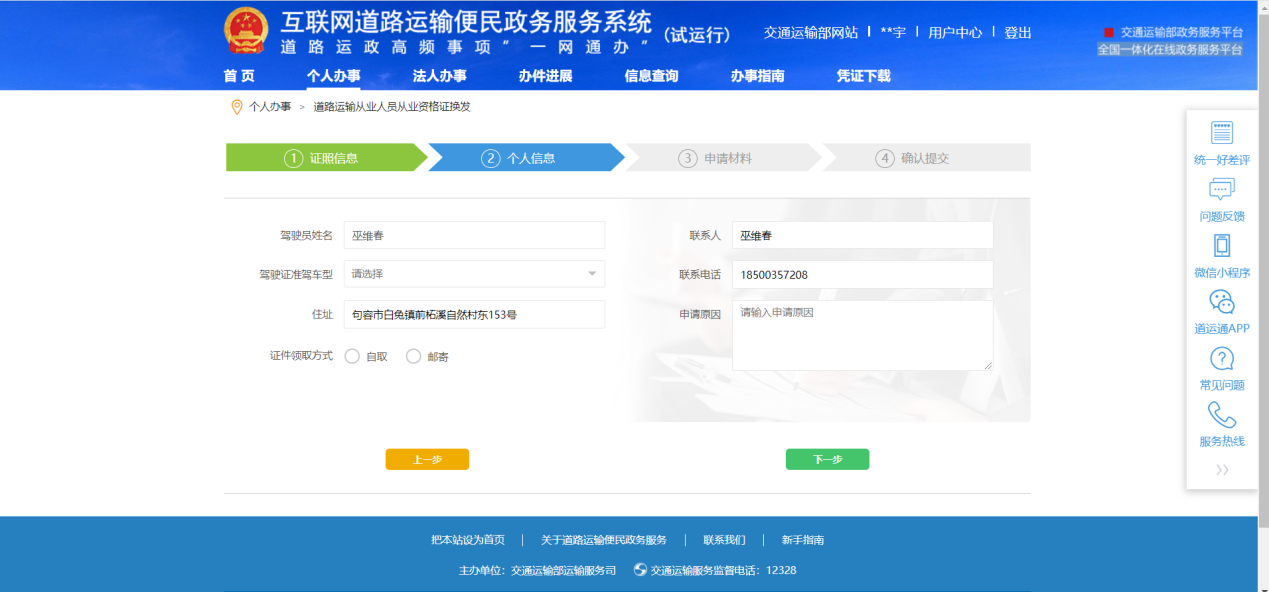 互联网道路运输便民政务服务系统 (试运行)
道路运政高频事项"一网通办"
交通运输部网站 | **宇 | 用户中心 | 登出
交通运输部政务服务平台
全国一体化在线政务服务平台
首页 个人办事 法人办事 办件进展 信息查询 办事指南 凭证下载
个人办事 > 道路运输从业人员从业资格证换发
① 证照信息 ② 个人信息 ③ 申请材料 ④ 确认提交
驾驶员姓名 巫维春 联系人 巫维春
驾驶证准驾车型 请选择 联系电话 18500357208
住址 句容市白兔镇前柘溪自然村东153号 申请原因 请输入申请原因
证件领取方式 自取 邮寄
上一步 下一步
统一好差评
问题反馈
微信小程序
道运通APP
常见问题
服务热线
把本站设为首页 | 关于道路运输便民政务服务 | 联系我们 | 新手指南
主办单位：交通运输部运输服务司 交通运输服务监督电话：12328